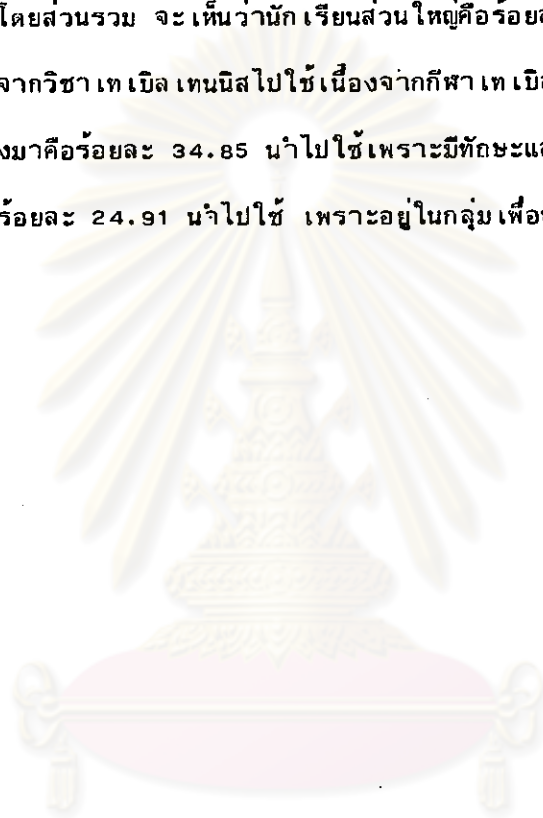 โดยส่วนรวม จะเห็นว่านักเรียนส่วนใหญ่คือร้อยล
จากวิชาเทเบิลเทนนิสไปใช้เนื่องจากกีฬาเทเบิล
งมาคือร้อยละ 34.85 นำไปใช้เพราะมีทักษะแล
ร้อยละ 24.91 นำไปใช้ เพราะอยู่ในกลุ่มเพื่อน